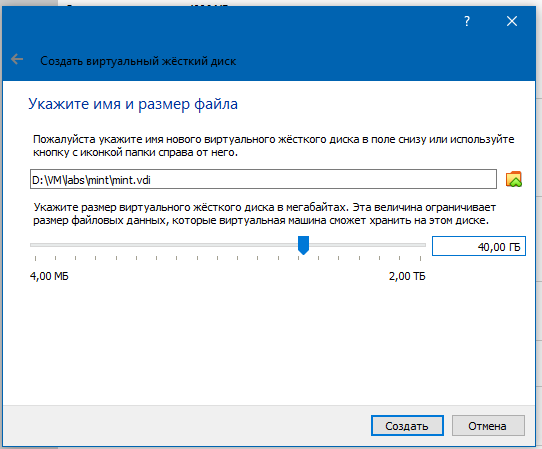 ?
Создать виртуальный жёсткий диск
Укажите имя и размер файла
Пожалуйста укажите имя нового виртуального жёсткого диска в поле снизу или используйте
кнопку с иконкой папки справа от него.
D:\VM\labs\mint\mint.vdi
Укажите размер виртуального жёсткого диска в мегабайтах. Эта величина ограничивает
размер файловых данных, которые виртуальная машина сможет хранить на этом диске.
40,00 ГБ
4,00 МБ 2,00 ТБ
Создать Отмена